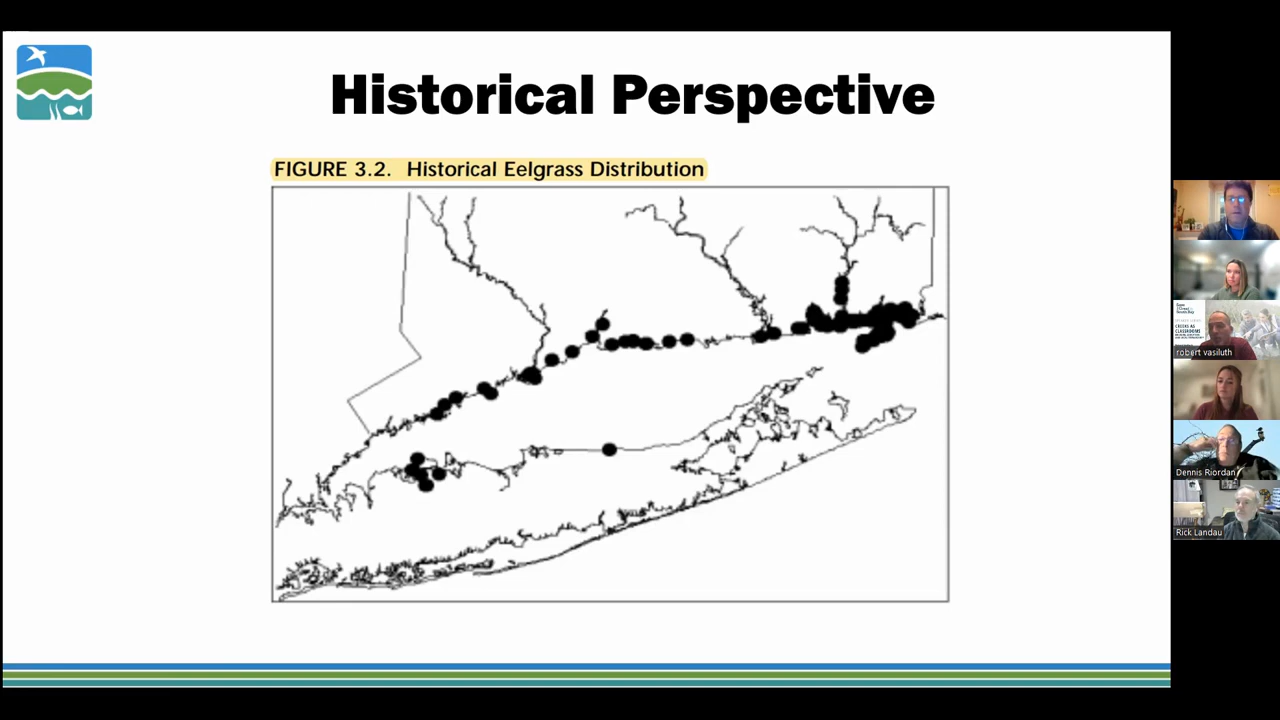 Historical Perspective
FIGURE 3.2. Historical Eelgrass Distribution
robert vasiluth
Dennis Riordan
Rick Landau